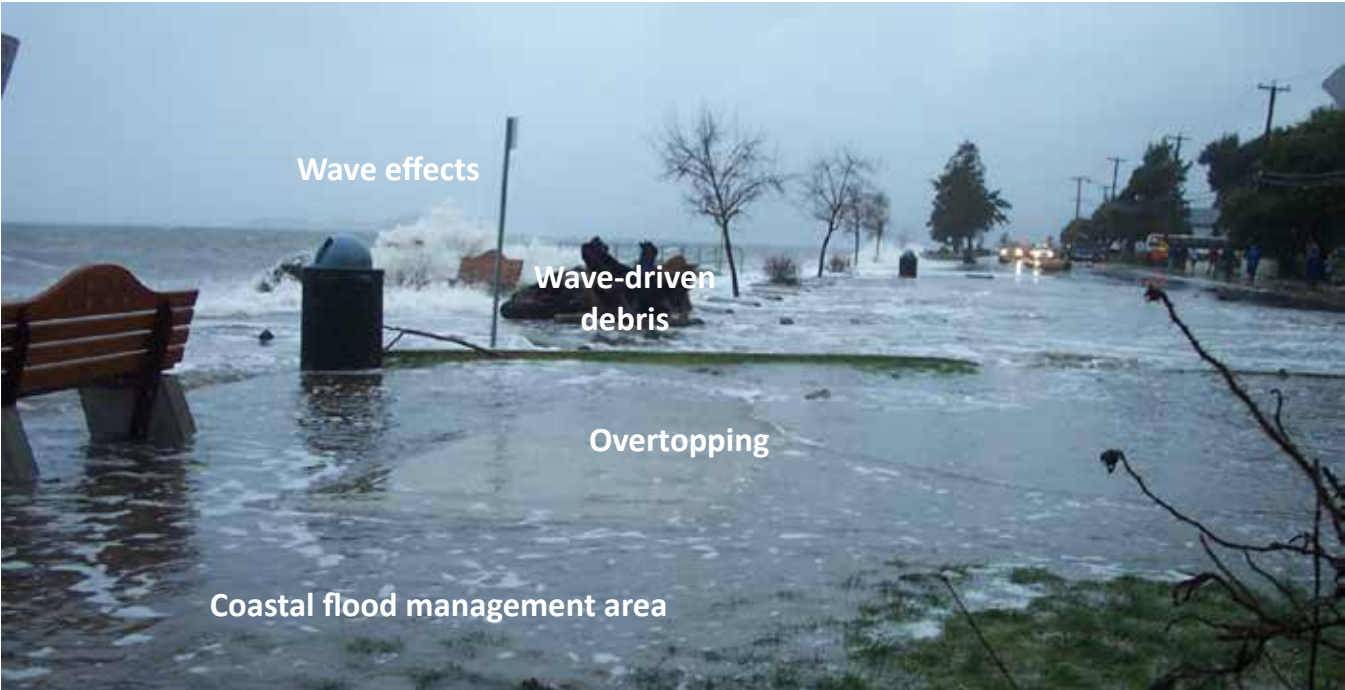 Wave effects
Wave-driven
debris
Overtopping
Coastal flood management area